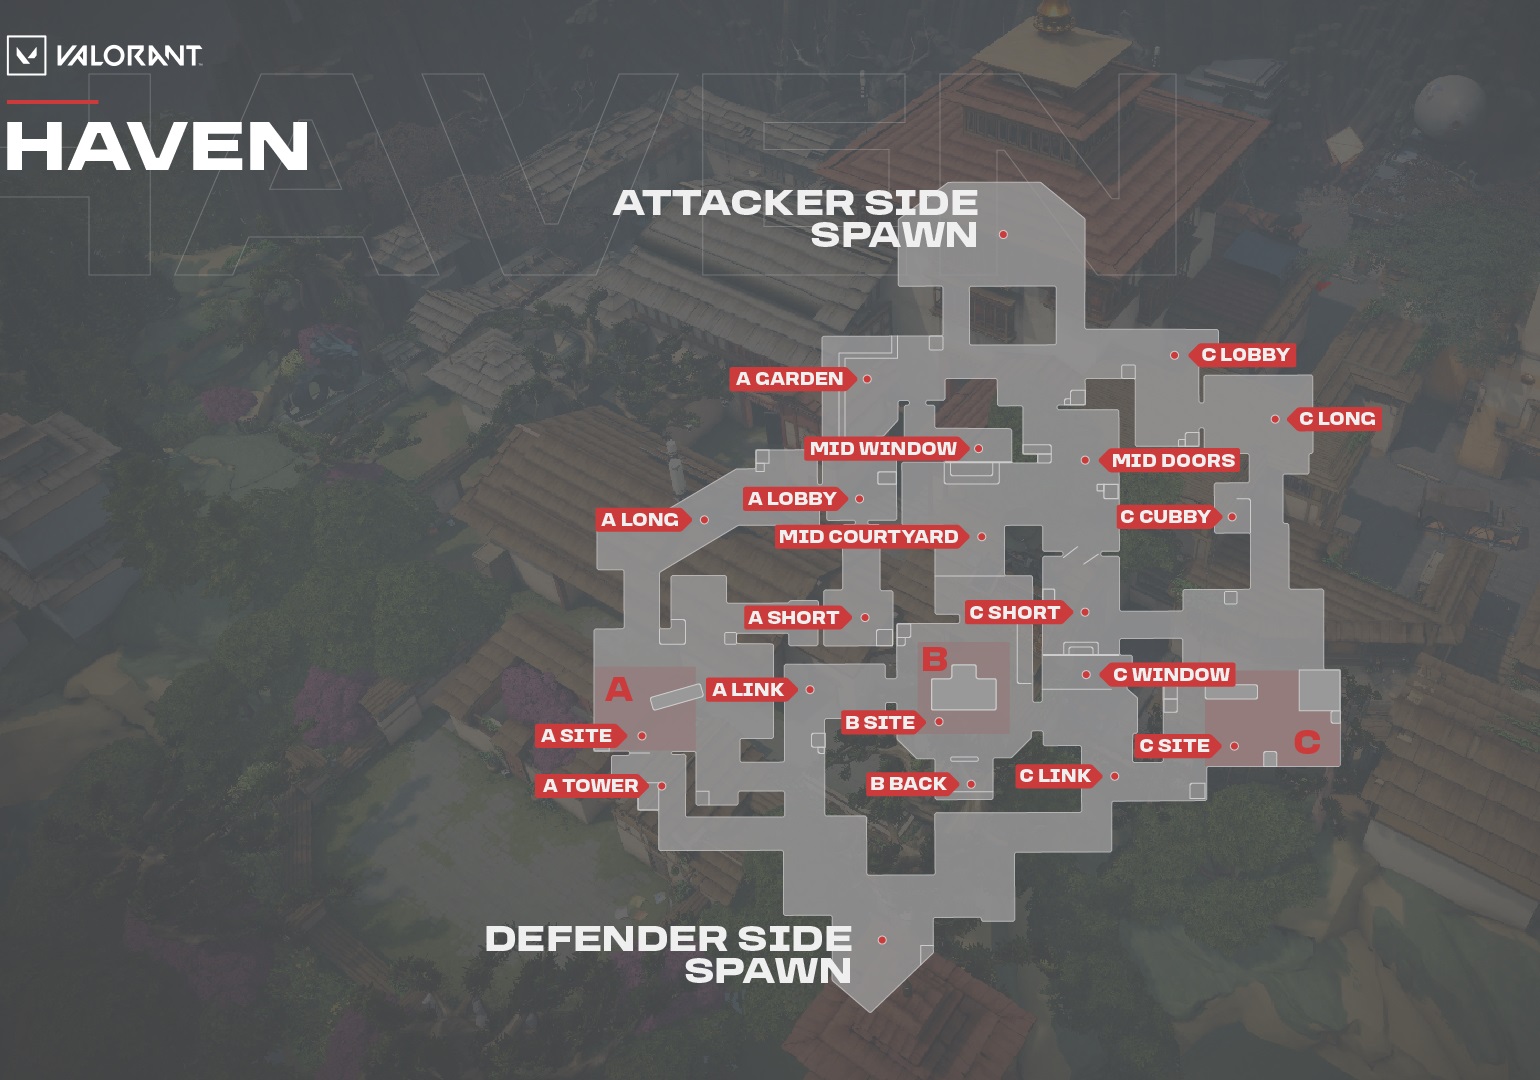 VALORANT
HAVEN
HAVEN
ATTACKER SIDE
SPAWN
C LOBBY
A GARDEN
C LONG
MID WINDOW
MID DOORS
A LOBBY
A LONG
C CUBBY
MID COURTYARD
C SHORT
A SHORT
B
C WINDOW
A
A LINK
B SITE
A SITE
C
C SITE
C LINK
B BACK
A TOWER
DEFENDER SIDE
SPAWN